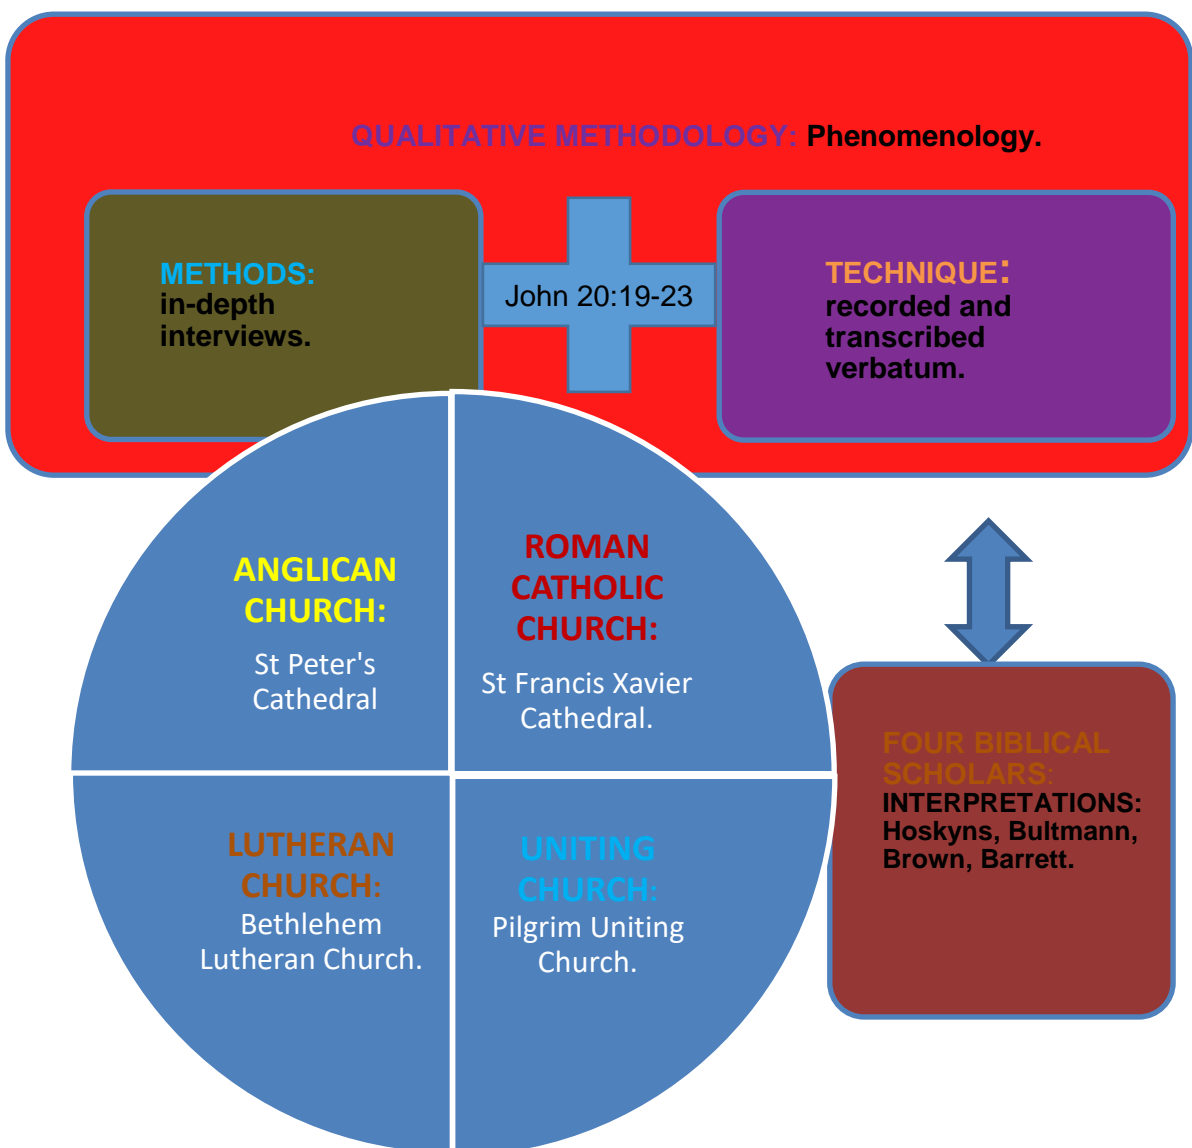 QUALITATIVE METHODOLOGY: Phenomenology.
METHODS:
in-depth
interviews.
John 20:19-23
TECHNIQUE:
recorded and
transcribed
verbatum.
ANGLICAN
CHURCH:
St Peter's
Cathedral
ROMAN
CATHOLIC
CHURCH:
St Francis Xavier
Cathedral.
LUTHERAN
CHURCH:
Bethlehem
Lutheran Church.
UNITING
CHURCH:
Pilgrim Uniting
Church.
FOUR BIBLICAL
SCHOLARS:
INTERPRETATIONS:
Hoskyns, Bultmann,
Brown, Barrett.